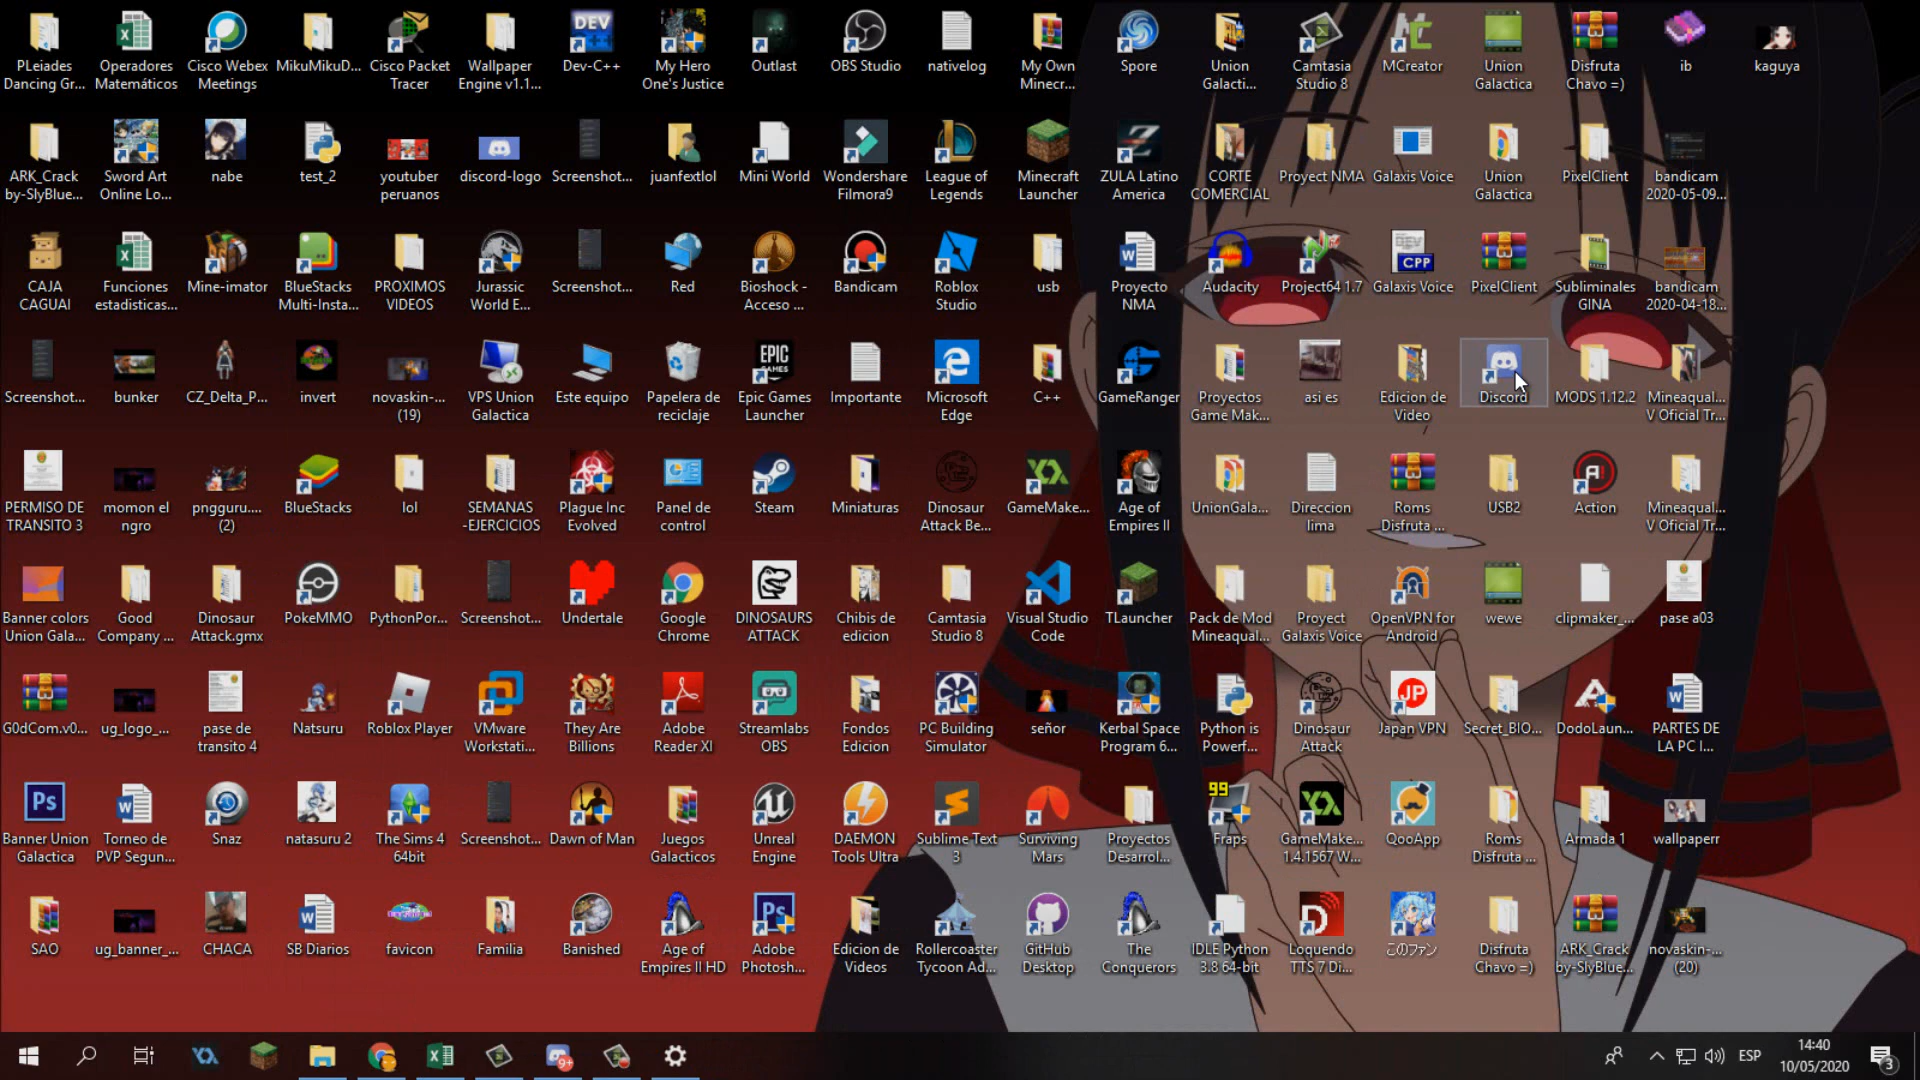 PLeiades
Dancing Gr...
Operadores
Matemáticos
Cisco Webex
Meetings
MikuMikuD...
Cisco Packet
Tracer
Wallpaper
Engine v1.1...
DEV
Dev-C++
My Hero
One's Justice
Outlast
OBS Studio
nativelog
My Own
Minecr...
Spore
Union
Galacti...
Camtasia
Studio 8
MCreator
Union
Galactica
Disfruta
Chavo =)
ib
kaguya
ARK_Crack
by-SlyBlue...
Sword Art
Online Lo...
nabe
test_2
youtuber
peruanos
discord-logo
Screenshot...
juanfextlol
Mini World
Wondershare
Filmora9
League of
Legends
Minecraft
Launcher
ZULA Latino
America
CORTE
COMERCIAL
Proyect NMA
Galaxis Voice
Union
Galactica
PixelClient
bandicam
2020-05-09...
CAJA
CAGUAI
Funciones
estadisticas...
Mine-imator
BlueStacks
Multi-Insta...
PROXIMOS
VIDEOS
Jurassic
World E...
Screenshot...
Red
Bioshock -
Acceso ...
Bandicam
Roblox
Studio
usb
Proyecto
NMA
Audacity
Project64 1.7
DEV
CPP
Galaxis Voice
PixelClient
Subliminales
GINA
bandicam
2020-04-18...
Screenshot...
bunker
CZ_Delta_P...
invert
novaskin-...
(19)
VPS Union
Galactica
Este equipo
Papelera de
reciclaje
EPIC
GAMES
Epic Games
Launcher
Importante
Microsoft
Edge
C++
GameRanger
Proyectos
Game Mak...
asi es
Edicion de
Video
Discord
MODS 1.12.2
Mineaqual...
V Oficial Tr...
PERMISO DE
TRANSITO 3
momon el
ngro
pngguru....
(2)
BlueStacks
lol
SEMANAS
-EJERCICIOS
Plague Inc
Evolved
Panel de
control
Steam
Miniaturas
Dinosaur
Attack Be...
GameMake...
Age of
Empires II
UnionGala...
Direccion
lima
Roms
Disfruta ...
USB2
Action
Mineaqual...
V Oficial Tr...
Banner colors
Union Gala...
Good
Company ...
Dinosaur
Attack.gmx
PokeMMO
PythonPor...
Screenshot...
Undertale
Google
Chrome
DINOSAURS
ATTACK
Chibis de
edicion
Camtasia
Studio 8
Visual Studio
Code
TLauncher
Pack de Mod
Mineaqual...
Proyect
Galaxis Voice
OpenVPN for
Android
wewe
clipmaker_...
pase a03
G0dCom.v0...
ug_logo_...
pase de
transito 4
Natsuru
Roblox Player
VMware
Workstati...
They Are
Billions
Adobe
Reader XI
Streamlabs
OBS
Fondos
Edicion
PC Building
Simulator
señor
Kerbal Space
Program 6...
Python is
Powerf...
Dinosaur
Attack
JP
Japan VPN
Secret_BIO...
DodoLaun...
PARTES DE
LA PC I...
Ps
Banner Union
Galactica
Torneo de
PVP Segun...
Snaz
natasuru 2
The Sims 4
64bit
Screenshot...
Dawn of Man
Juegos
Galacticos
Unreal
Engine
DAEMON
Tools Ultra
Sublime Text
3
Surviving
Mars
Proyectos
Desarrol...
99
Fraps
GameMake...
1.4.1567 W...
QooApp
Roms
Disfruta ...
Armada 1
wallpaperr
SAO
ug_banner_...
CHACA
SB Diarios
favicon
Familia
Banished
Age of
Empires II HD
Ps
Adobe
Photosh...
Edicion de
Videos
Rollercoaster
Tycoon Ad...
GitHub
Desktop
The
Conquerors
IDLE Python
3.8 64-bit
Loquendo
TTS 7 Di...
このファン
Disfruta
Chavo =)
ARK_Crack
by-SlyBlue...
novaskin-...
(20)
9+
ESP
14:40
10/05/2020
3